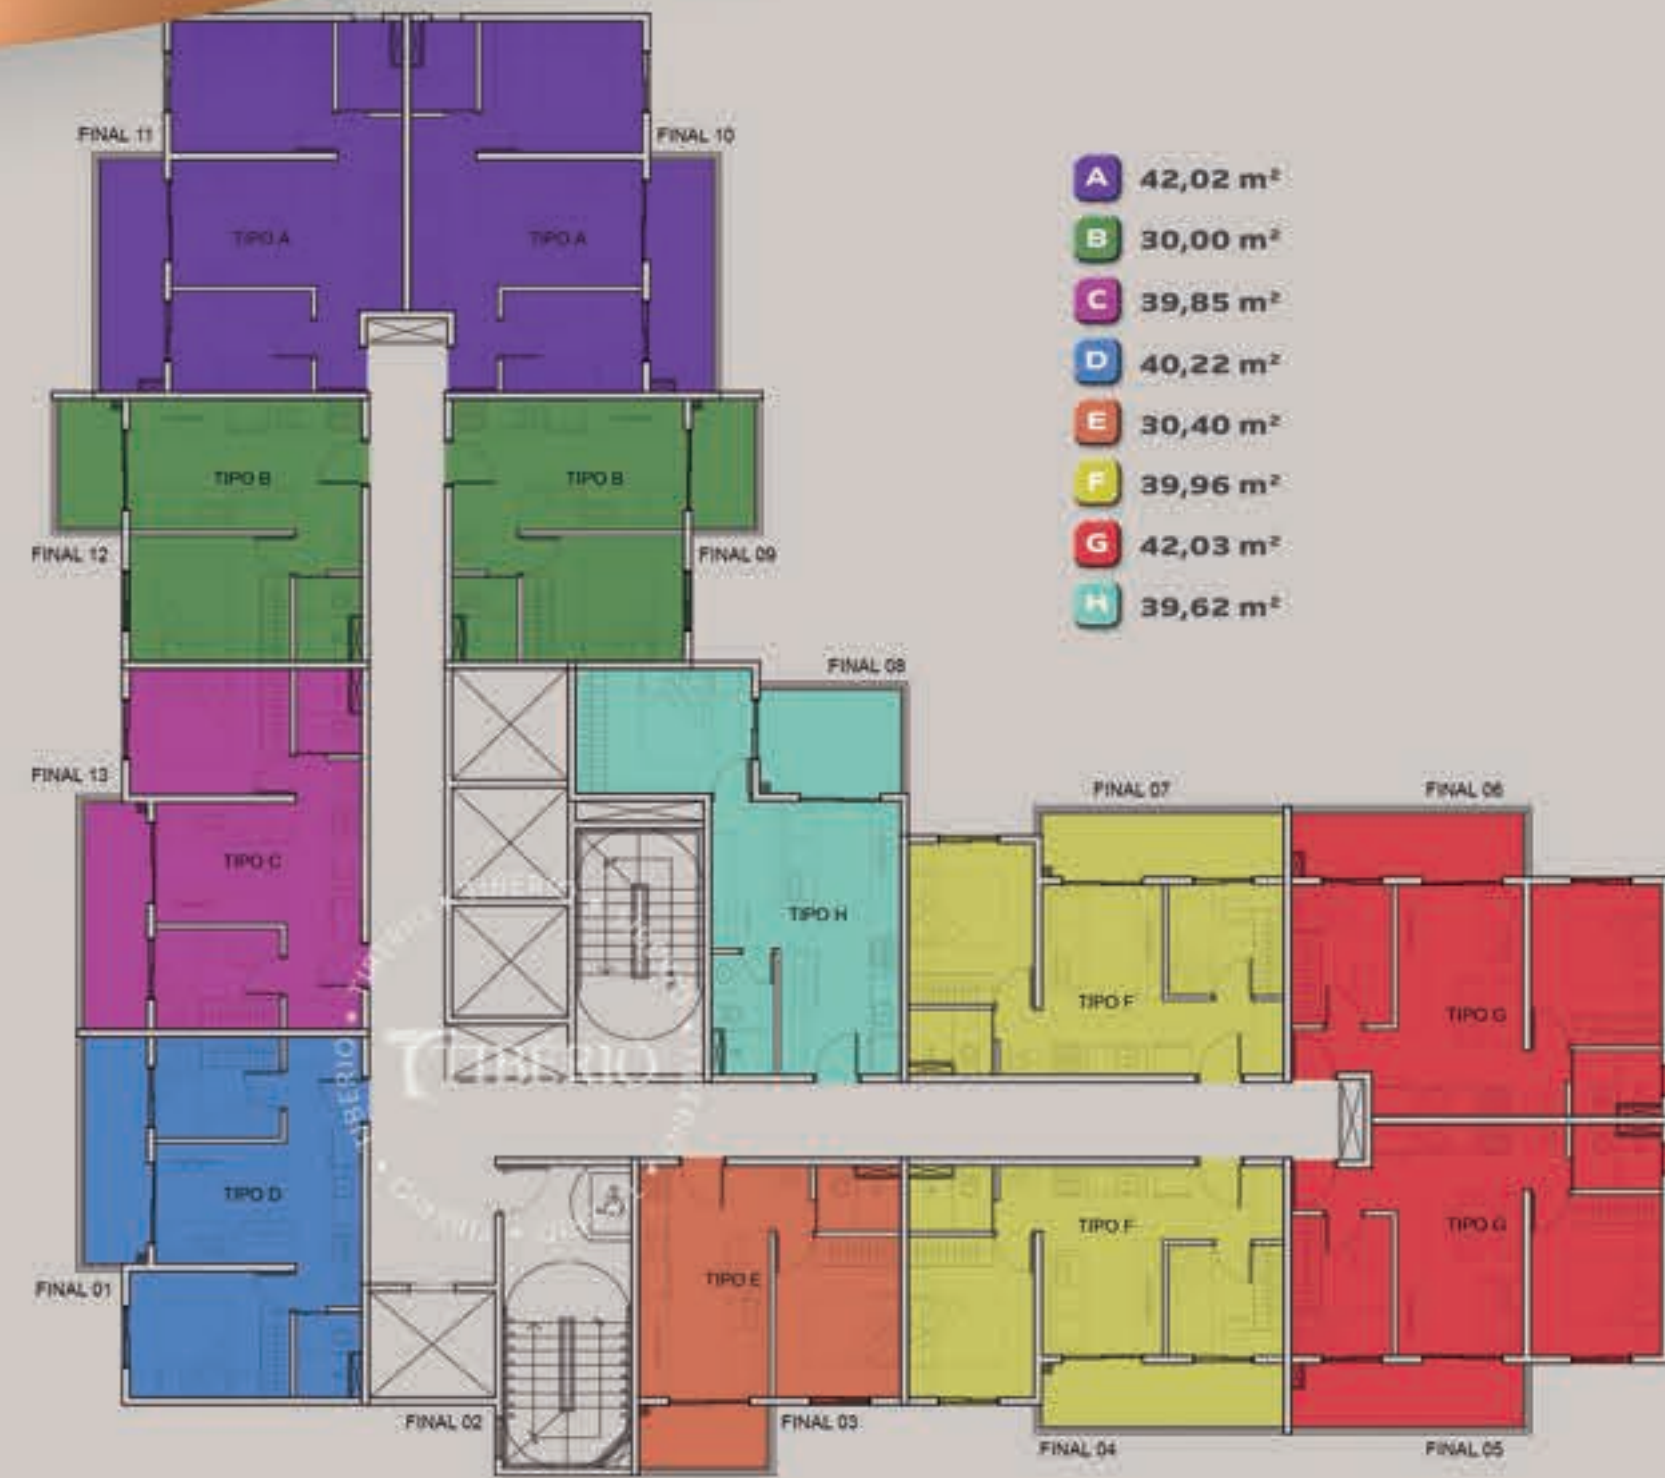 FINAL 11
FINAL 10
TIPO A
TIPO A
A 42,02 m²
B 30,00 m²
C 39,85 m²
D 40,22 m²
E 30,40 m²
F 39,96 m²
G 42,03 m²
H 39,62 m²
TIPO B
TIPO B
FINAL 12
FINAL 09
FINAL 08
FINAL 13
FINAL 07
FINAL 06
TIPO C
TIPO H
TIPO F
TIPO G
TIBERIO
TIPO D
TIPO F
TIPO G
TIPO E
FINAL 01
FINAL 02
FINAL 03
FINAL 04
FINAL 05